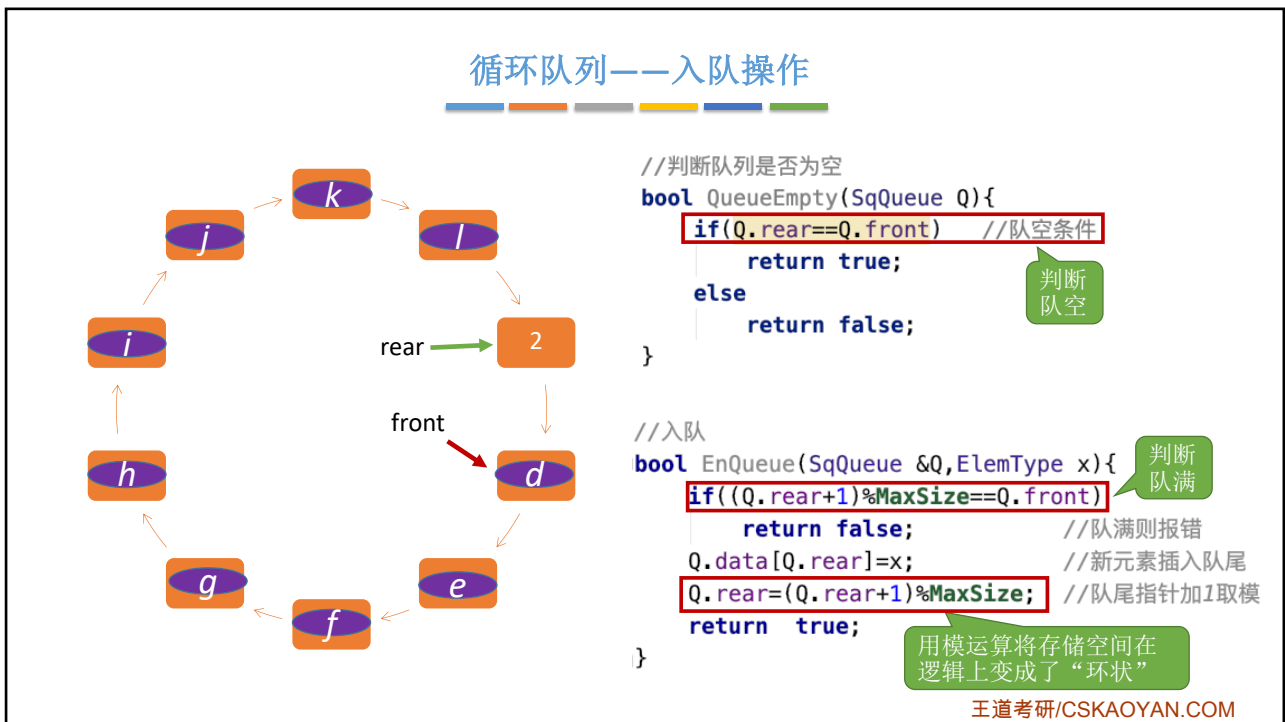 循环队列——入队操作
k
l
j
2
rear
i
front
d
h
e
g
f
//判断队列是否为空
bool QueueEmpty(SqQueue Q){
if(Q.rear==Q.front) //队空条件
return true;
else
return false;
}
判断
队空
//入队
bool EnQueue(SqQueue &Q,ElemType x){
if((Q.rear+1)%MaxSize==Q.front)
return false; //队满则报错
Q.data[Q.rear]=x; //新元素插入队尾
Q.rear=(Q.rear+1)%MaxSize; //队尾指针加1取模
return true;
}
判断
队满
用模运算将存储空间在
逻辑上变成了“环状”
王道考研/CSKAOYAN.COM